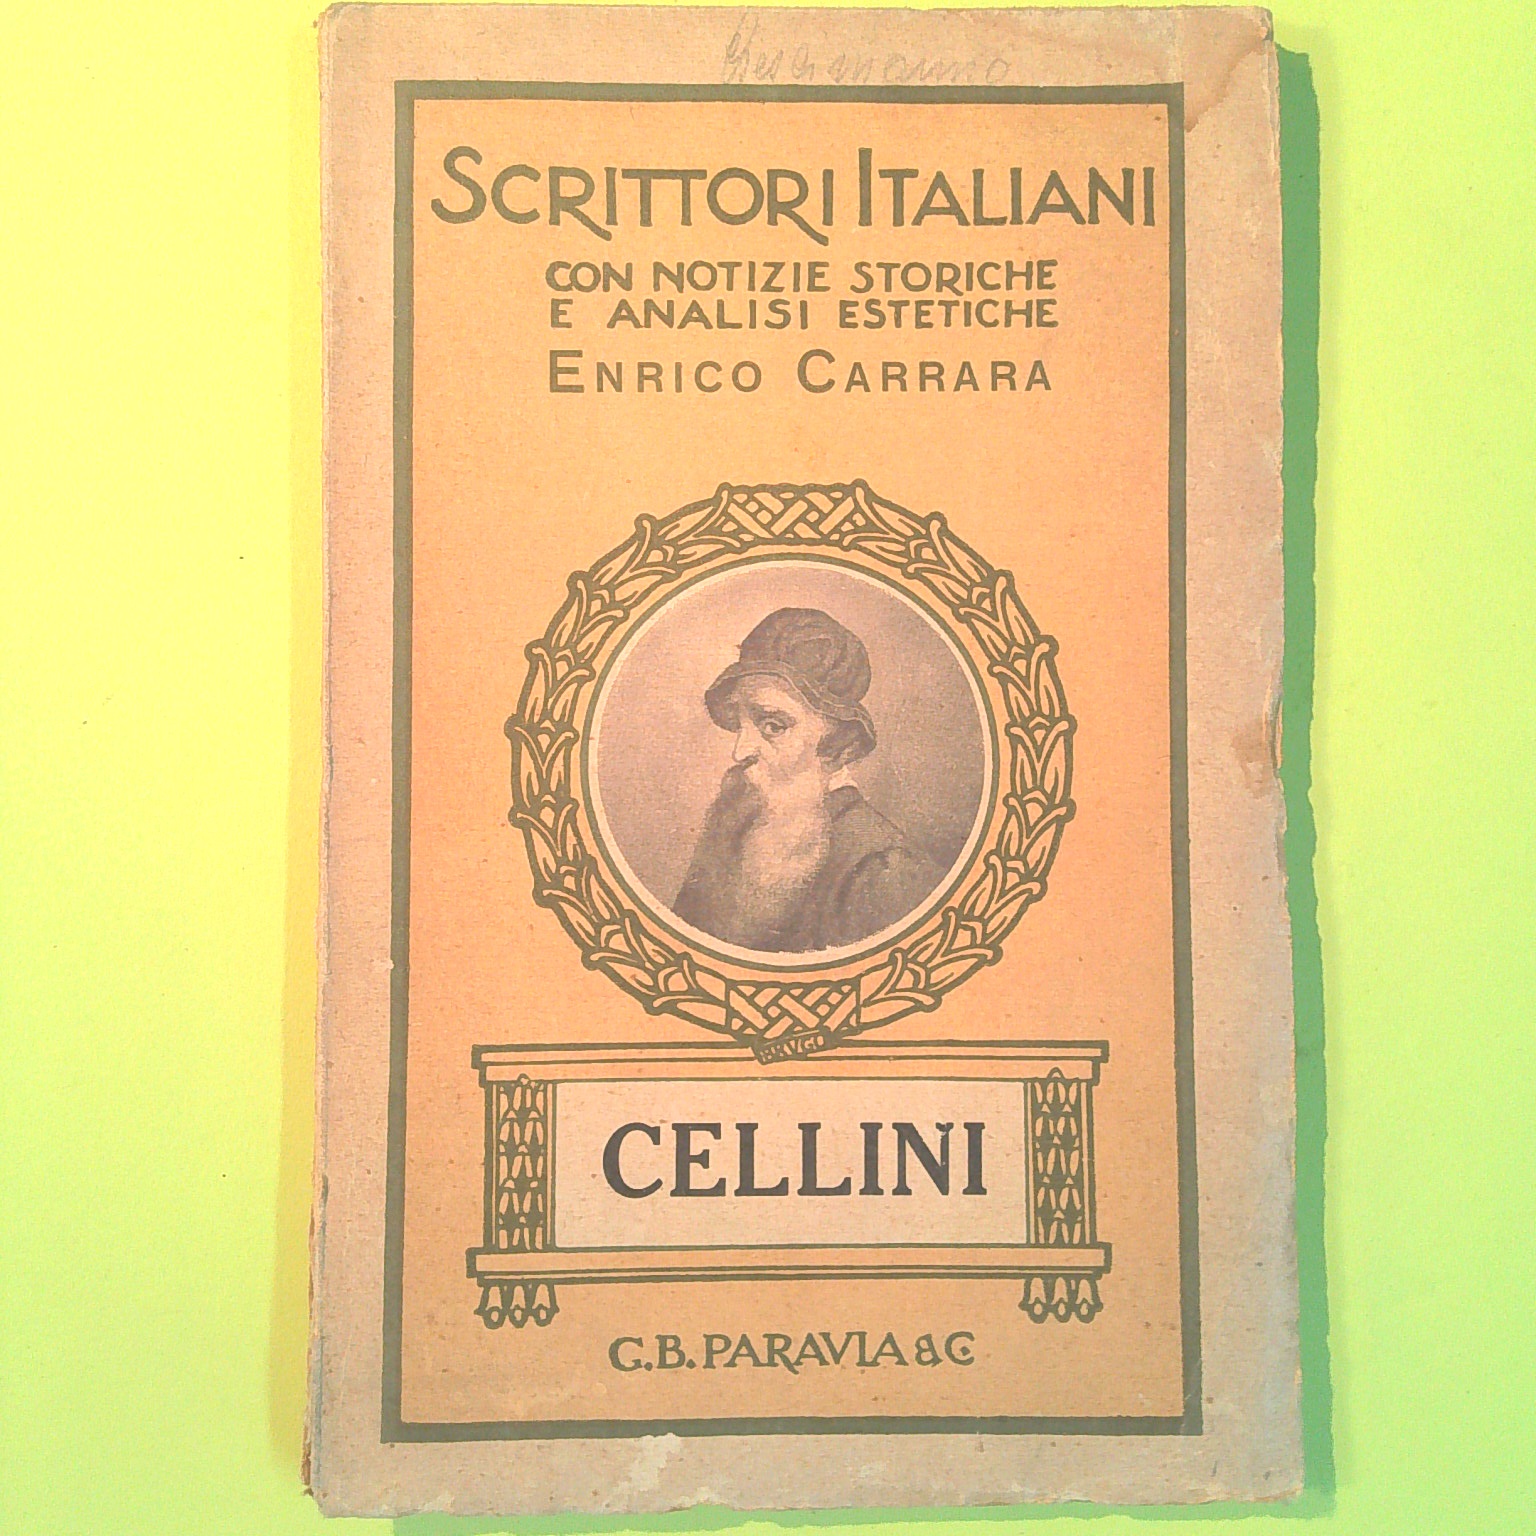 SCRITTORI ITALIANI
CON NOTIZIE STORICHE
E ANALISI ESTETICHE
ENRICO CARRARA
CELLINI
G.B. PARAVIA & C.